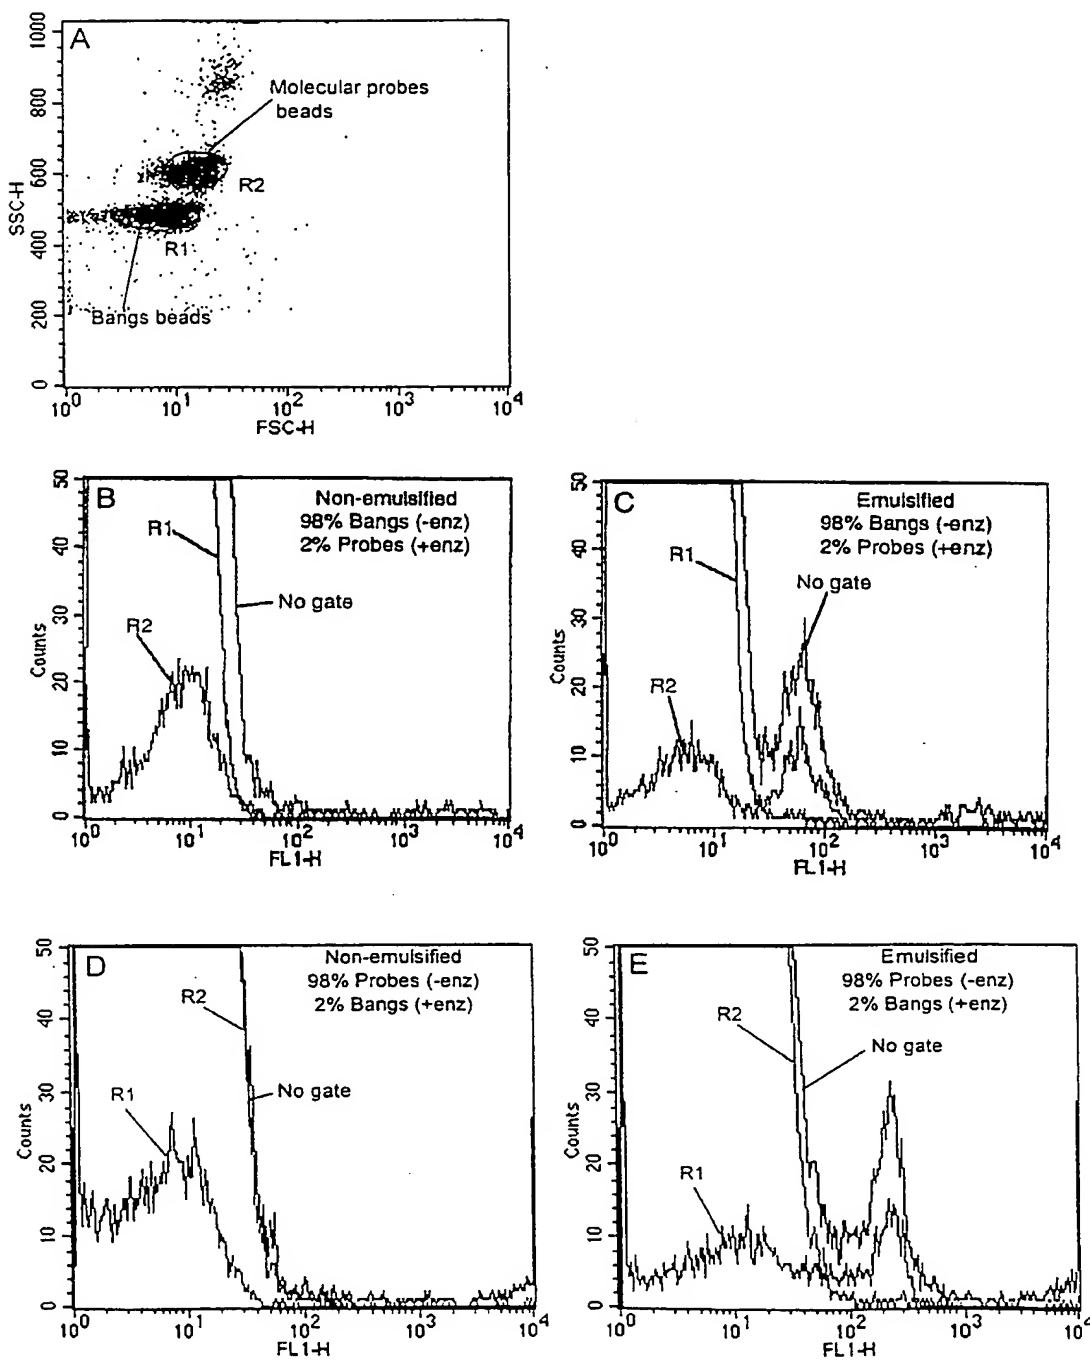 A
1000
800
600
400
200
0
SSC-H
Molecular probes
beads
R2
R1
Bangs beads
10^0 10^1 10^2 10^3 10^4
FSC-H
B
Non-emulsified
98% Bangs (-enz)
2% Probes (+enz)
R1
No gate
R2
50
40
30
20
10
0
Counts
10^0 10^1 10^2 10^3 10^4
FL1-H
C
Emulsified
98% Bangs (-enz)
2% Probes (+enz)
R1
No gate
R2
50
40
30
20
10
0
Counts
10^0 10^1 10^2 10^3 10^4
FL1-H
D
Non-emulsified
98% Probes (-enz)
2% Bangs (+enz)
R2
No gate
R1
50
40
30
20
10
0
Counts
10^0 10^1 10^2 10^3 10^4
FL1-H
E
Emulsified
98% Probes (-enz)
2% Bangs (+enz)
R2
No gate
R1
50
40
30
20
10
0
Counts
10^0 10^1 10^2 10^3 10^4
FL1-H